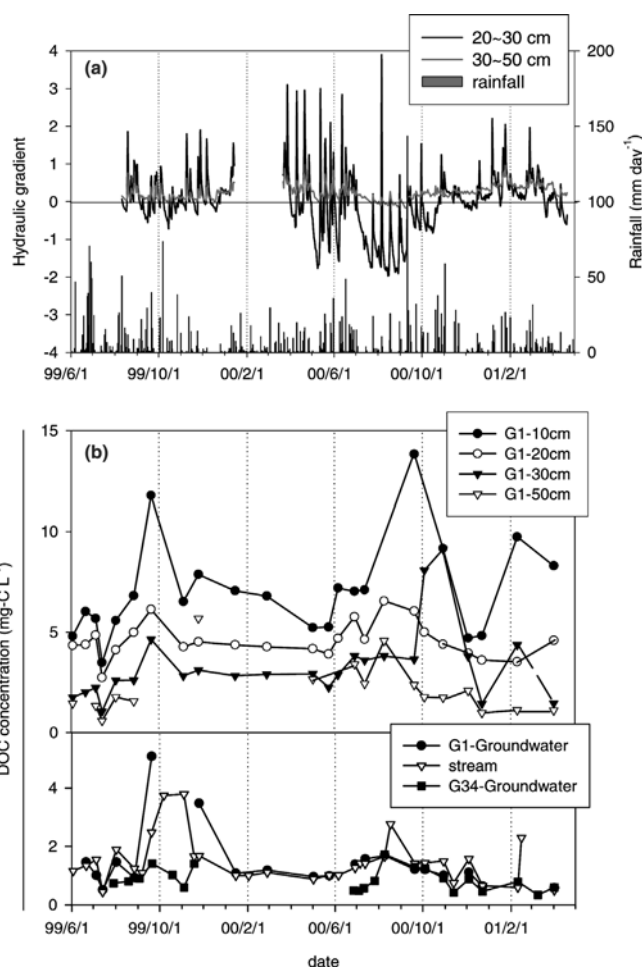 20~30 cm
30~50 cm
rainfall
(a)
4
3
2
1
0
-1
-2
-3
-4
Hydraulic gradient
200
150
100
50
0
Rainfall (mm day⁻¹)
99/6/1 99/10/1 00/2/1 00/6/1 00/10/1 01/2/1
(b)
G1-10cm
G1-20cm
G1-30cm
G1-50cm
15
10
5
0
DOC concentration (mg-C L⁻¹)
G1-Groundwater
stream
G34-Groundwater
4
2
0
99/6/1 99/10/1 00/2/1 00/6/1 00/10/1 01/2/1
date